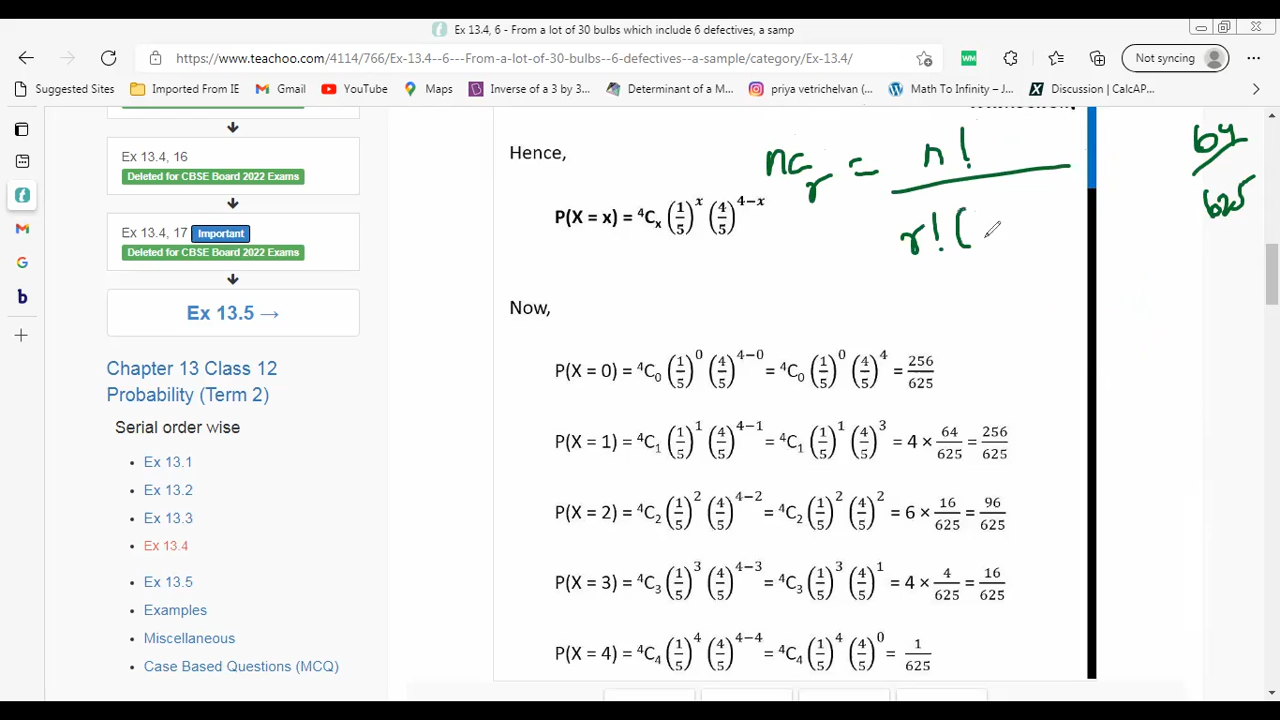 Ex 13.4, 6 - From a lot of 30 bulbs which include 6 defectives, a samp
https://www.teachoo.com/4114/766/Ex-13.4--6---From-a-lot-of-30-bulbs--6-defectives--a-sample/category/Ex-13.4/
WM
Not syncing
Suggested Sites Imported From IE Gmail YouTube Maps Inverse of a 3 by 3... Determinant of a M... priya vetrichelvan (... Math To Infinity – J... Discussion | CalcAP...
Deleted for CBSE Board 2022 Exams
Ex 13.4, 16
Deleted for CBSE Board 2022 Exams
Ex 13.4, 17 Important
Deleted for CBSE Board 2022 Exams
Ex 13.5 →
Chapter 13 Class 12
Probability (Term 2)
Serial order wise
Ex 13.1
Ex 13.2
Ex 13.3
Ex 13.4
Ex 13.5
Examples
Miscellaneous
Case Based Questions (MCQ)
Hence,
nCr = n! / r! (
64/625
P(X = x) = ⁴Cₓ (1/5)^x (4/5)^(4−x)
Now,
P(X = 0) = ⁴C₀ (1/5)^0 (4/5)^(4−0) = ⁴C₀ (1/5)^0 (4/5)^4 = 256/625
P(X = 1) = ⁴C₁ (1/5)^1 (4/5)^(4−1) = ⁴C₁ (1/5)^1 (4/5)^3 = 4 × 64/625 = 256/625
P(X = 2) = ⁴C₂ (1/5)^2 (4/5)^(4−2) = ⁴C₂ (1/5)^2 (4/5)^2 = 6 × 16/625 = 96/625
P(X = 3) = ⁴C₃ (1/5)^3 (4/5)^(4−3) = ⁴C₃ (1/5)^3 (4/5)^1 = 4 × 4/625 = 16/625
P(X = 4) = ⁴C₄ (1/5)^4 (4/5)^(4−4) = ⁴C₄ (1/5)^4 (4/5)^0 = 1/625